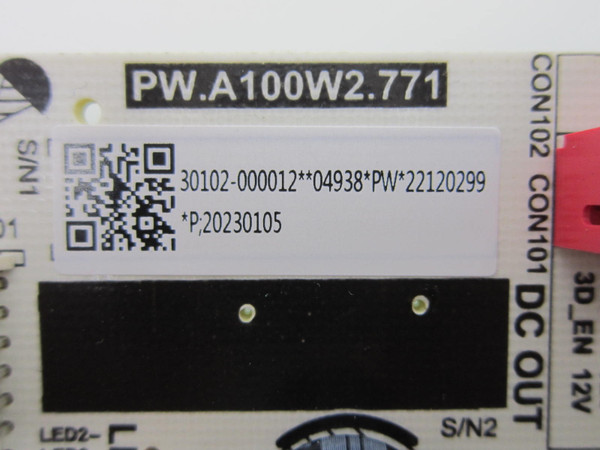 PW.A100W2.771
CON102
S/N1
30102-000012**04938*PW*22120299
*P;20230105
CON101
DC OUT
3D_EN 12V
S/N2
LED2-